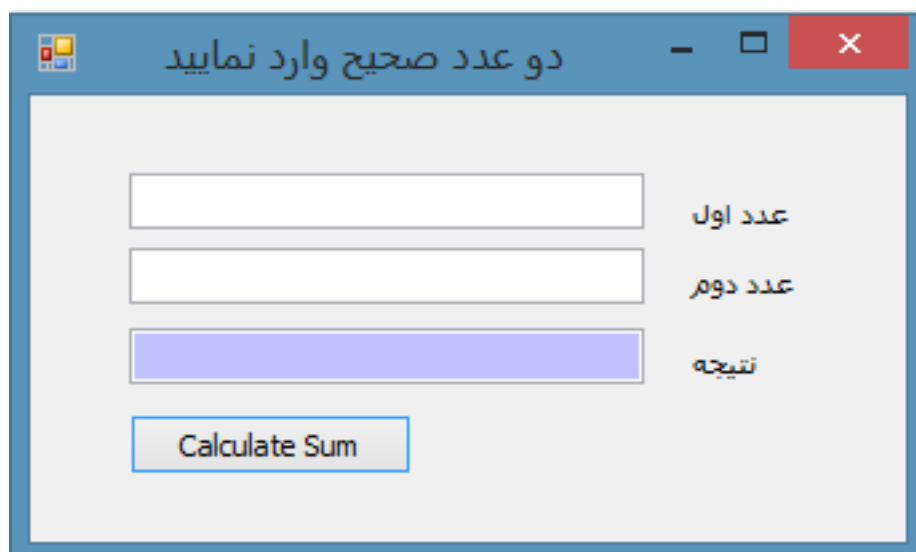 دو عدد صحیح وارد نمایید
عدد اول
عدد دوم
نتیجه
Calculate Sum